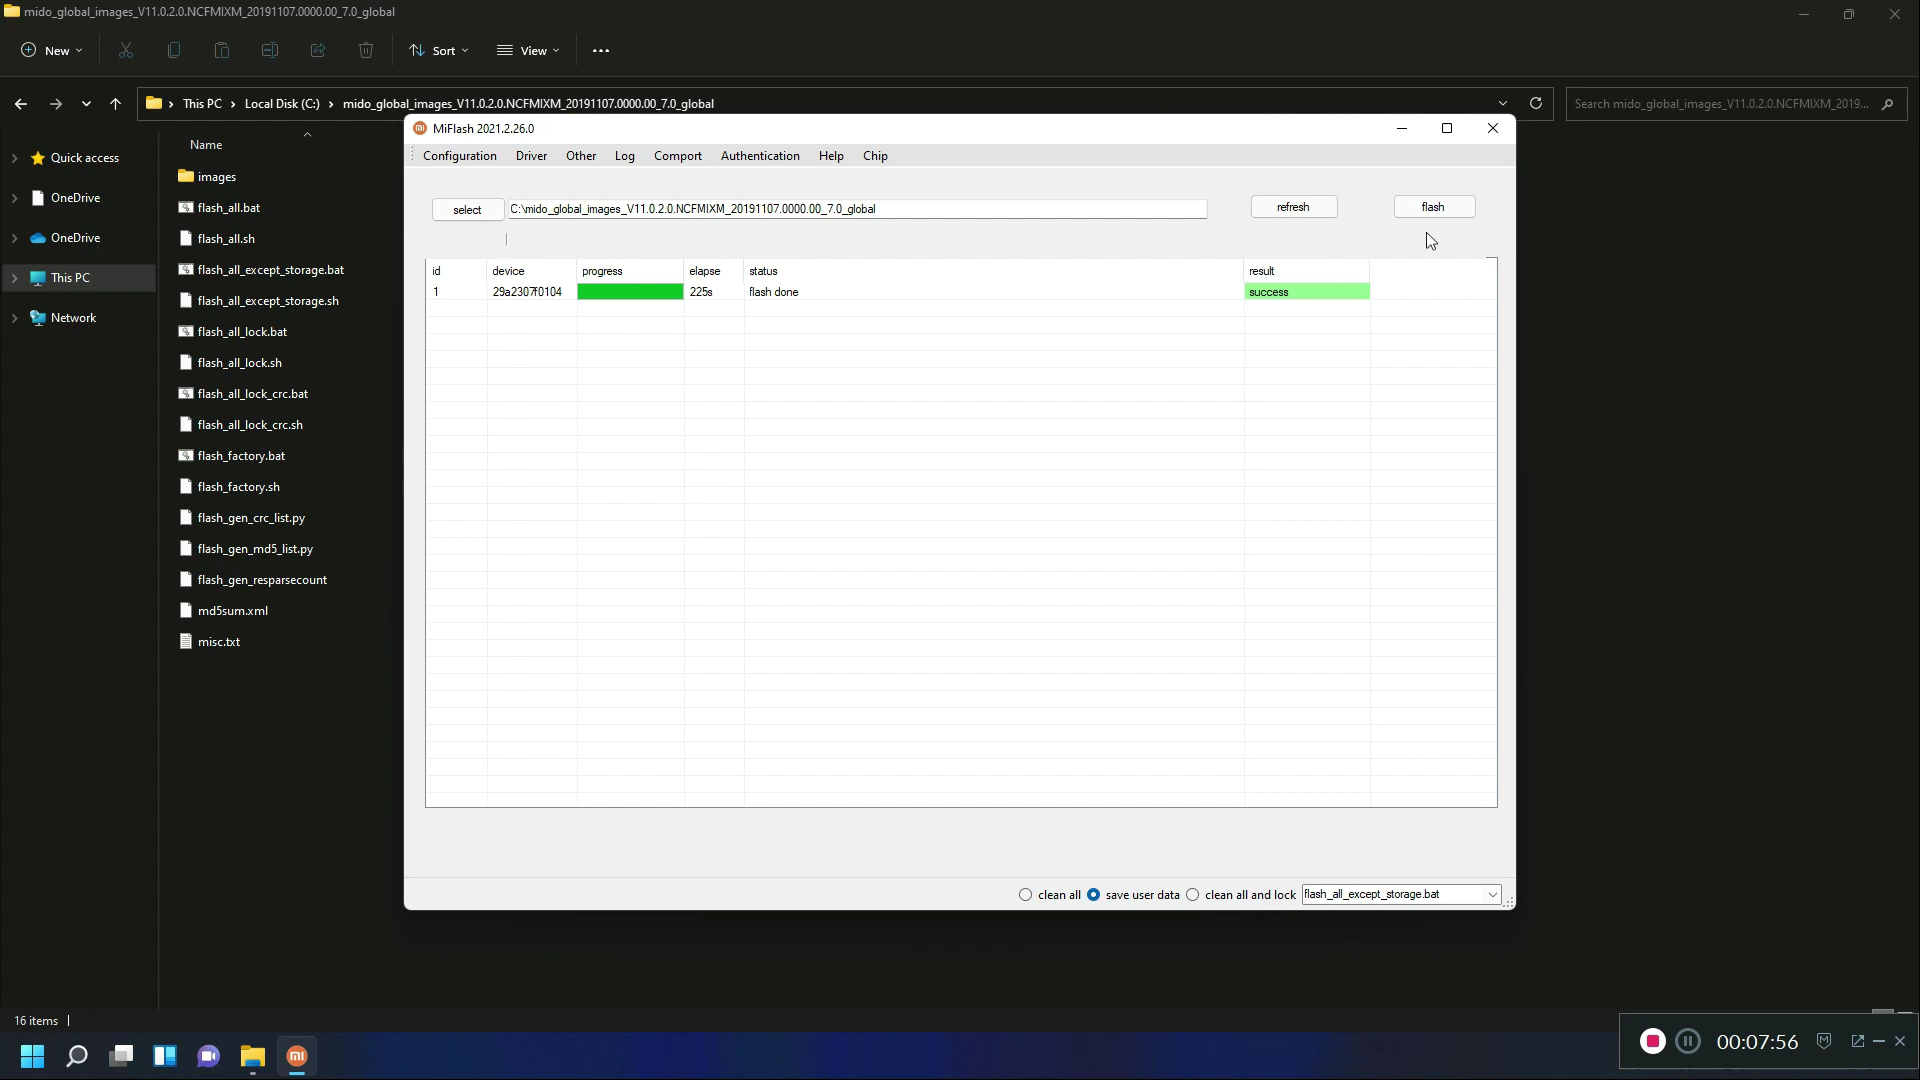 mido_global_images_V11.0.2.0.NCFMIXM_20191107.0000.00_7.0_global
New
Sort
View
This PC
Local Disk (C:)
mido_global_images_V11.0.2.0.NCFMIXM_20191107.0000.00_7.0_global
Search mido_global_images_V11.0.2.0.NCFMIXM_2019...
Quick access
OneDrive
OneDrive
This PC
Network
Name
images
flash_all.bat
flash_all.sh
flash_all_except_storage.bat
flash_all_except_storage.sh
flash_all_lock.bat
flash_all_lock.sh
flash_all_lock_crc.bat
flash_all_lock_crc.sh
flash_factory.bat
flash_factory.sh
flash_gen_crc_list.py
flash_gen_md5_list.py
flash_gen_resparsecount
md5sum.xml
misc.txt
MiFlash 2021.2.26.0
Configuration Driver Other Log Comport Authentication Help Chip
select C:\mido_global_images_V11.0.2.0.NCFMIXM_20191107.0000.00_7.0_global refresh flash
id device progress elapse status result
1 29a2307f0104 225s flash done success
clean all save user data clean all and lock flash_all_except_storage.bat
16 items
00:07:56